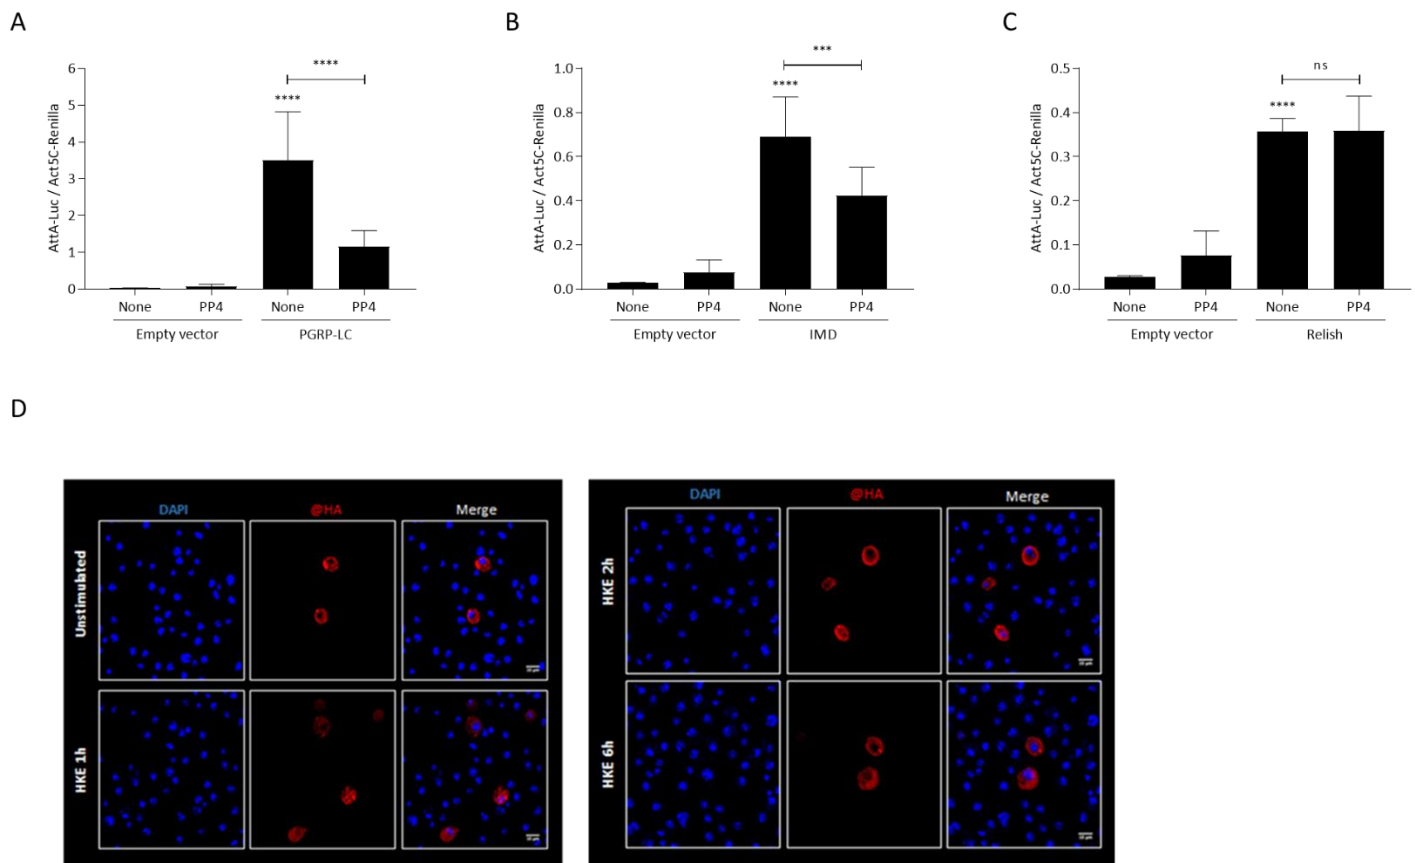 A
B
C
****
****
6
5
4
3
2
1
0
AttA-Luc / Act5C-Renilla
None PP4 None PP4
Empty vector PGRP-LC
***
****
1.0
0.8
0.6
0.4
0.2
0.0
AttA-Luc / Act5C-Renilla
None PP4 None PP4
Empty vector IMD
ns
****
0.5
0.4
0.3
0.2
0.1
0.0
AttA-Luc / Act5C-Renilla
None PP4 None PP4
Empty vector Relish
D
DAPI @HA Merge
Unstimulated
HKE 1h
DAPI @HA Merge
HKE 2h
HKE 6h